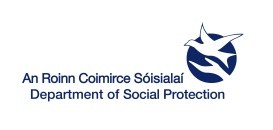 An Roinn Coimirce Sóisialaí
Department of Social Protection